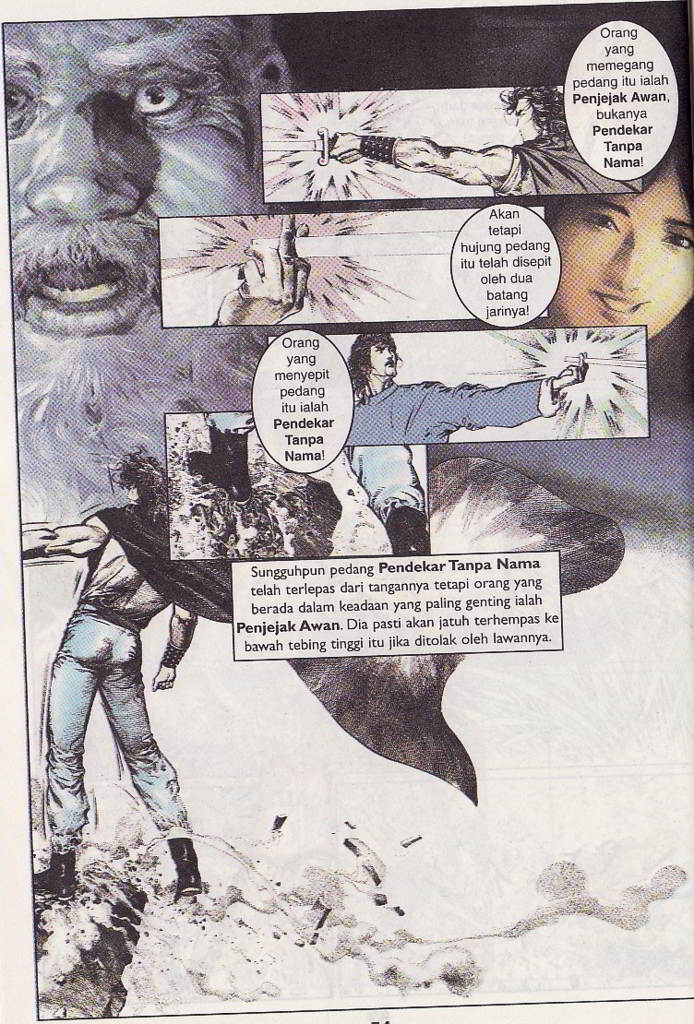 Orang
yang
memegang
pedang itu ialah
Penjejak Awan,
bukanya
Pendekar
Tanpa
Nama!
Akan
tetapi
hujung pedang
itu telah disepit
oleh dua
batang
jarinya!
Orang
yang
menyepit
pedang
itu ialah
Pendekar
Tanpa
Nama!
Sungguhpun pedang Pendekar Tanpa Nama
telah terlepas dari tangannya tetapi orang yang
berada dalam keadaan yang paling genting ialah
Penjejak Awan. Dia pasti akan jatuh terhempas ke
bawah tebing tinggi itu jika ditolak oleh lawannya.